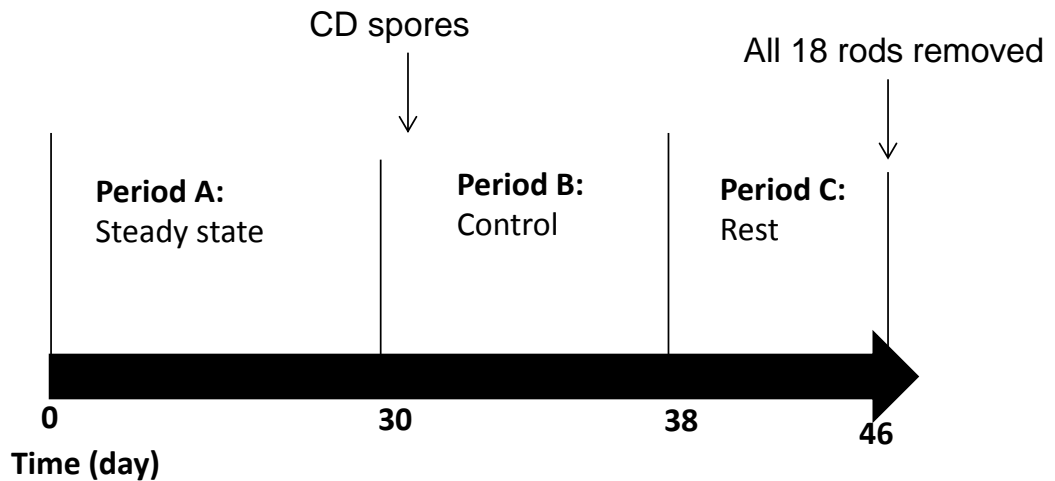 CD spores
All 18 rods removed
Period A:
Steady state
Period B:
Control
Period C:
Rest
0
30
38
46
Time (day)